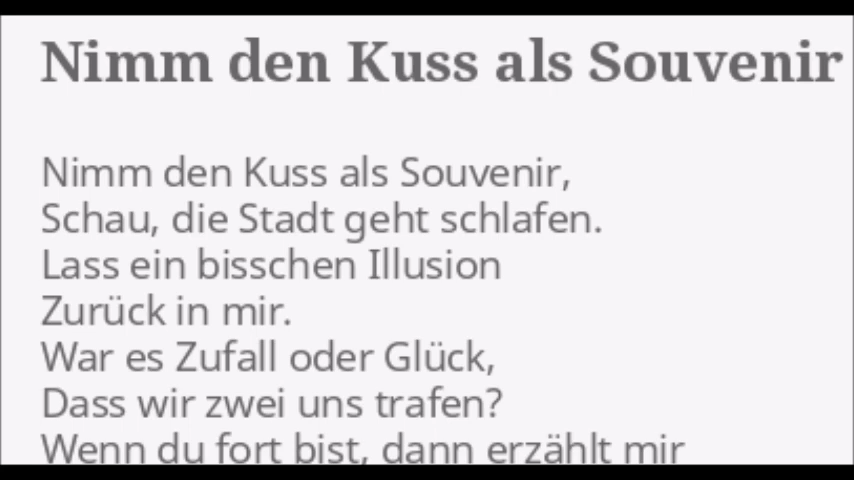 Nimm den Kuss als Souvenir
Nimm den Kuss als Souvenir,
Schau, die Stadt geht schlafen.
Lass ein bisschen Illusion
Zurück in mir.
War es Zufall oder Glück,
Dass wir zwei uns trafen?
Wenn du fort bist, dann erzählt mir